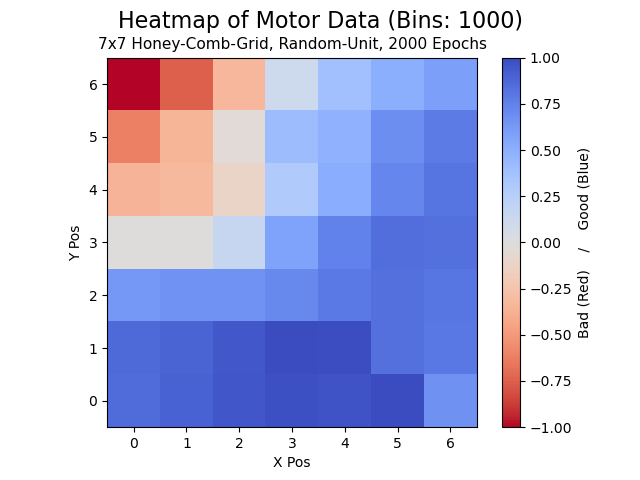 Heatmap of Motor Data (Bins: 1000)
7x7 Honey-Comb-Grid, Random-Unit, 2000 Epochs
6
5
4
3
2
1
0
Y Pos
0 1 2 3 4 5 6
X Pos
1.00
0.75
0.50
0.25
0.00
−0.25
−0.50
−0.75
−1.00
Bad (Red) / Good (Blue)